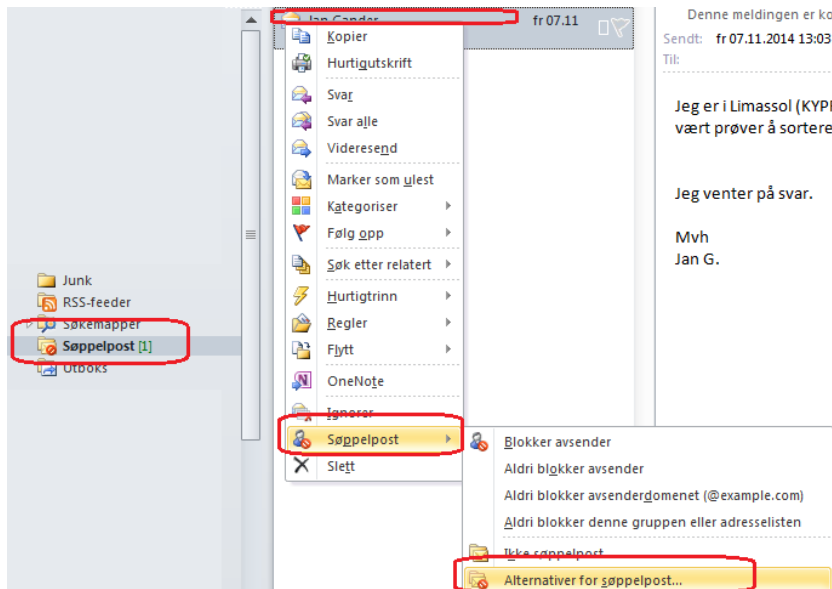 Junk
RSS-feeder
Søkemapper
Søppelpost [1]
Utboks
Jan Gander
fr 07.11
Kopier
Hurtigutskrift
Svar
Svar alle
Videresend
Marker som ulest
Kategoriser
Følg opp
Søk etter relatert
Hurtigtrinn
Regler
Flytt
OneNote
Ignorer
Søppelpost
Slett
Blokker avsender
Aldri blokker avsender
Aldri blokker avsenderdomenet (@example.com)
Aldri blokker denne gruppen eller adresselisten
Ikke søppelpost
Alternativer for søppelpost...
Denne meldingen er ko
Sendt: fr 07.11.2014 13:03
Til:
Jeg er i Limassol (KYP
vært prøver å sortere
Jeg venter på svar.
Mvh
Jan G.